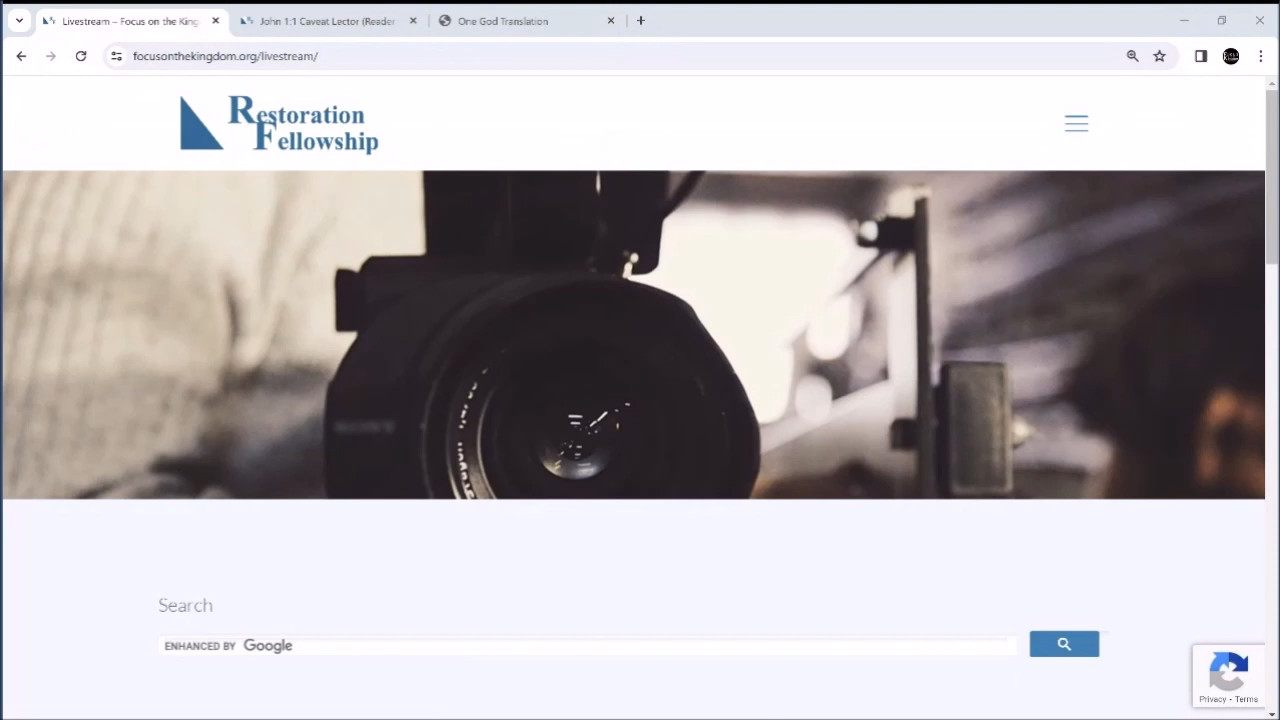 Livestream – Focus on the King
John 1:1 Caveat Lector (Reader
One God Translation
focusonthekingdom.org/livestream/
Restoration
Fellowship
Search
ENHANCED BY Google
Privacy - Terms